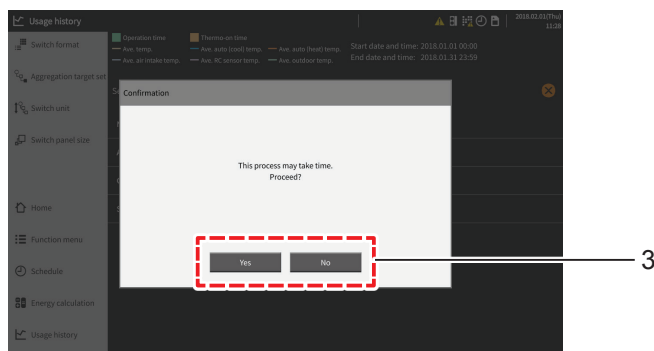 Usage history
2018.02.01(Thu)
11:28
Switch format
Aggregation target set
Switch unit
Switch panel size
Home
Function menu
Schedule
Energy calculation
Usage history
Operation time
Thermo-on time
Ave. temp.
Ave. auto (cool) temp.
Ave. auto (heat) temp.
Ave. air intake temp.
Ave. RC sensor temp.
Ave. outdoor temp.
Start date and time: 2018.01.01 00:00
End date and time: 2018.01.31 23:59
Confirmation
This process may take time.
Proceed?
Yes
No
3